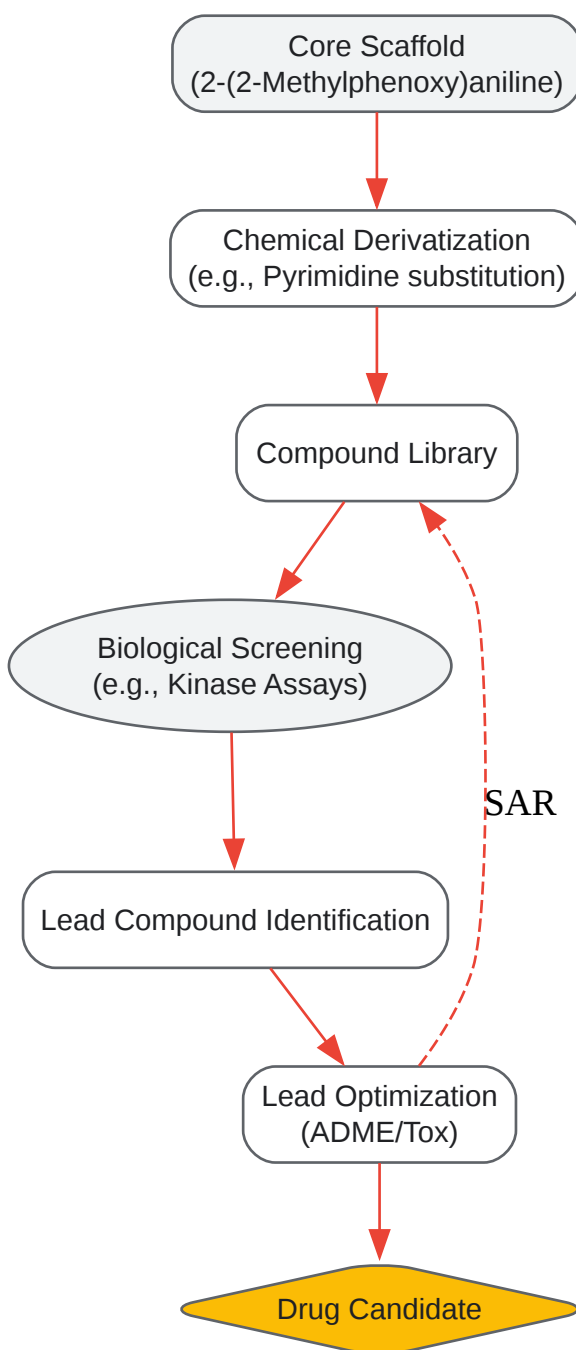 Core Scaffold
(2-(2-Methylphenoxy)aniline)
Chemical Derivatization
(e.g., Pyrimidine substitution)
Compound Library
Biological Screening
(e.g., Kinase Assays)
SAR
Lead Compound Identification
Lead Optimization
(ADME/Tox)
Drug Candidate